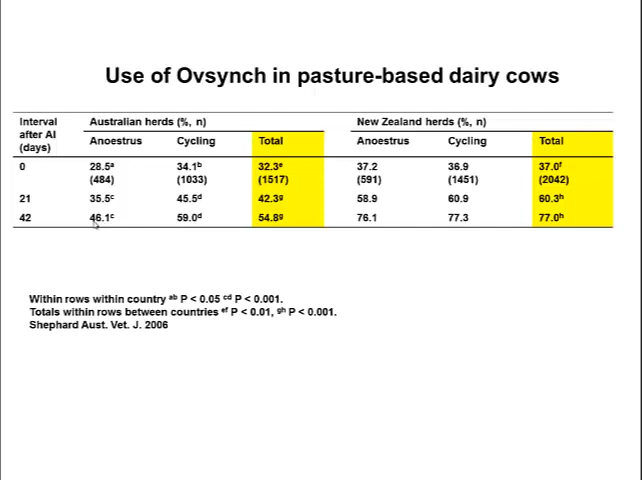 Use of Ovsynch in pasture-based dairy cows
Interval after AI (days) Australian herds (%, n) New Zealand herds (%, n)
Anoestrus Cycling Total Anoestrus Cycling Total
0 28.5ᵃ 34.1ᵇ 32.3ᵉ 37.2 36.9 37.0ᶠ
(484) (1033) (1517) (591) (1451) (2042)
21 35.5ᶜ 45.5ᵈ 42.3ᵍ 58.9 60.9 60.3ʰ
42 46.1ᶜ 59.0ᵈ 54.8ᵍ 76.1 77.3 77.0ʰ
Within rows within country ᵃᵇ P < 0.05 ᶜᵈ P < 0.001.
Totals within rows between countries ᵉᶠ P < 0.01, ᵍʰ P < 0.001.
Shephard Aust. Vet. J. 2006